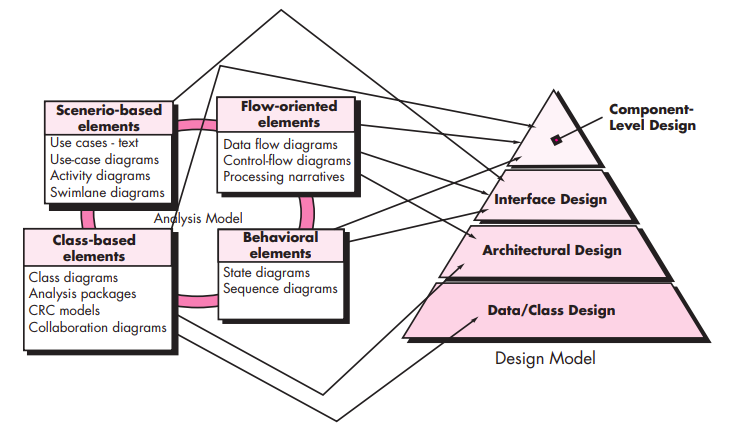 Scenerio-based
elements
Use cases - text
Use-case diagrams
Activity diagrams
Swimlane diagrams
Flow-oriented
elements
Data flow diagrams
Control-flow diagrams
Processing narratives
Analysis Model
Class-based
elements
Class diagrams
Analysis packages
CRC models
Collaboration diagrams
Behavioral
elements
State diagrams
Sequence diagrams
Component-
Level Design
Interface Design
Architectural Design
Data/Class Design
Design Model